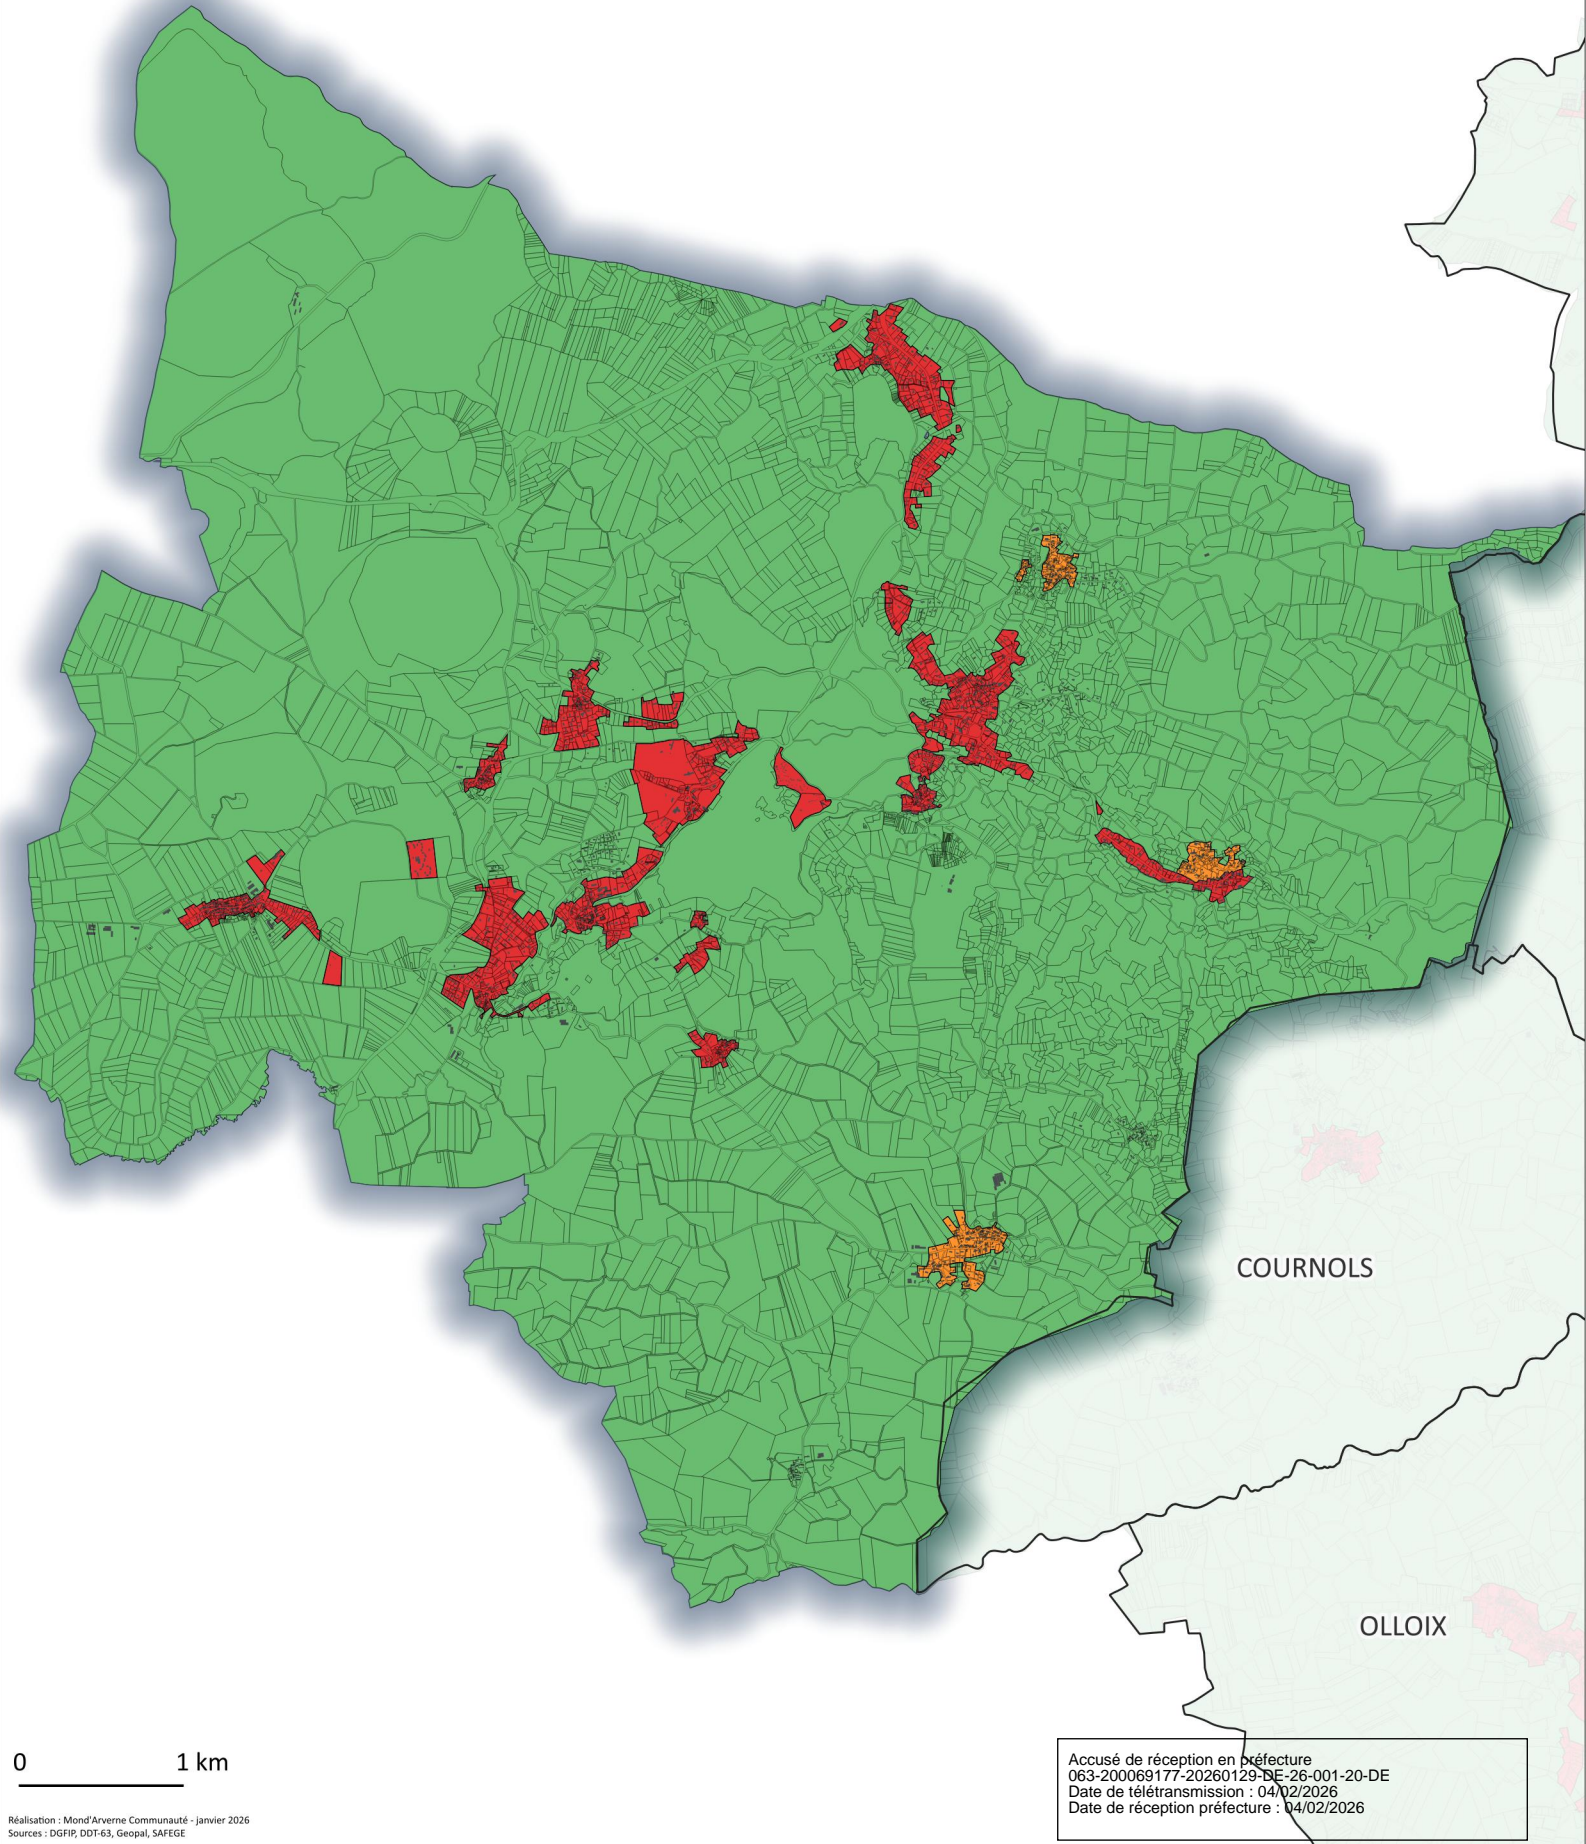 COURNOLS
OLLOIX
0 1 km
Réalisation : Mond'Arverne Communauté - janvier 2026
Sources : DGFIP, DDT-63, Geopal, SAFEGE
Accusé de réception en préfecture
063-200069177-20260129-DE-26-001-20-DE
Date de télétransmission : 04/02/2026
Date de réception préfecture : 04/02/2026